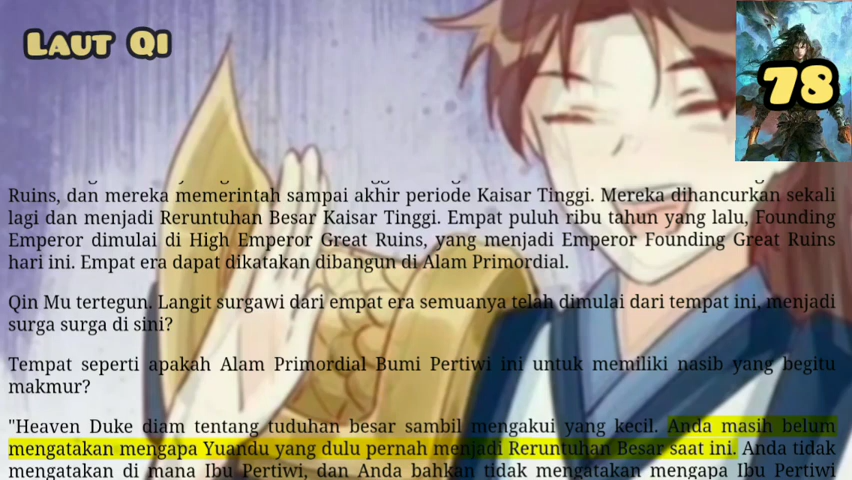 Laut Qi
78
Ruins, dan mereka memerintah sampai akhir periode Kaisar Tinggi. Mereka dihancurkan sekali
lagi dan menjadi Reruntuhan Besar Kaisar Tinggi. Empat puluh ribu tahun yang lalu, Founding
Emperor dimulai di High Emperor Great Ruins, yang menjadi Emperor Founding Great Ruins
hari ini. Empat era dapat dikatakan dibangun di Alam Primordial.
Qin Mu tertegun. Langit surgawi dari empat era semuanya telah dimulai dari tempat ini, menjadi
surga surga di sini?
Tempat seperti apakah Alam Primordial Bumi Pertiwi ini untuk memiliki nasib yang begitu
makmur?
"Heaven Duke diam tentang tuduhan besar sambil mengakui yang kecil. Anda masih belum
mengatakan mengapa Yuandu yang dulu pernah menjadi Reruntuhan Besar saat ini. Anda tidak
mengatakan di mana Ibu Pertiwi, dan Anda bahkan tidak mengatakan mengapa Ibu Pertiwi